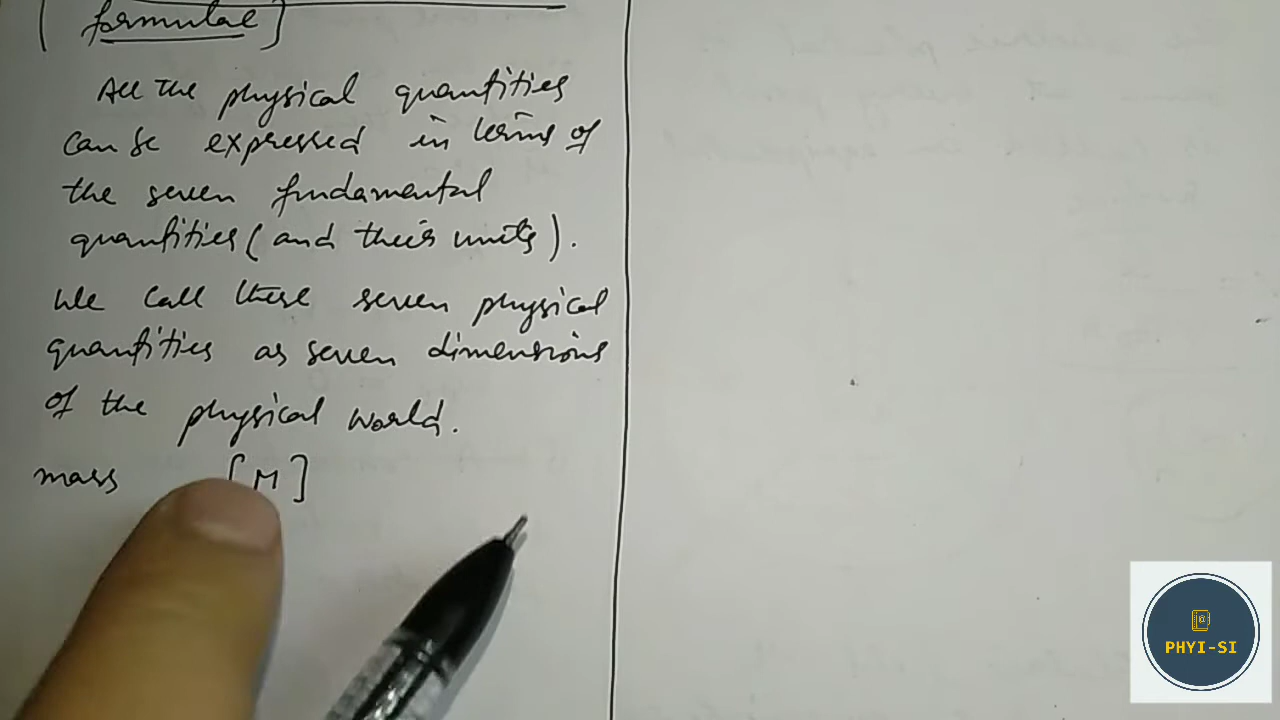 [formulae]
All the physical quantities
can be expressed in terms of
the seven fundamental
quantities (and their units).
We call these seven physical
quantities as seven dimensions
of the physical world.
mass [M]
PHYI-SI